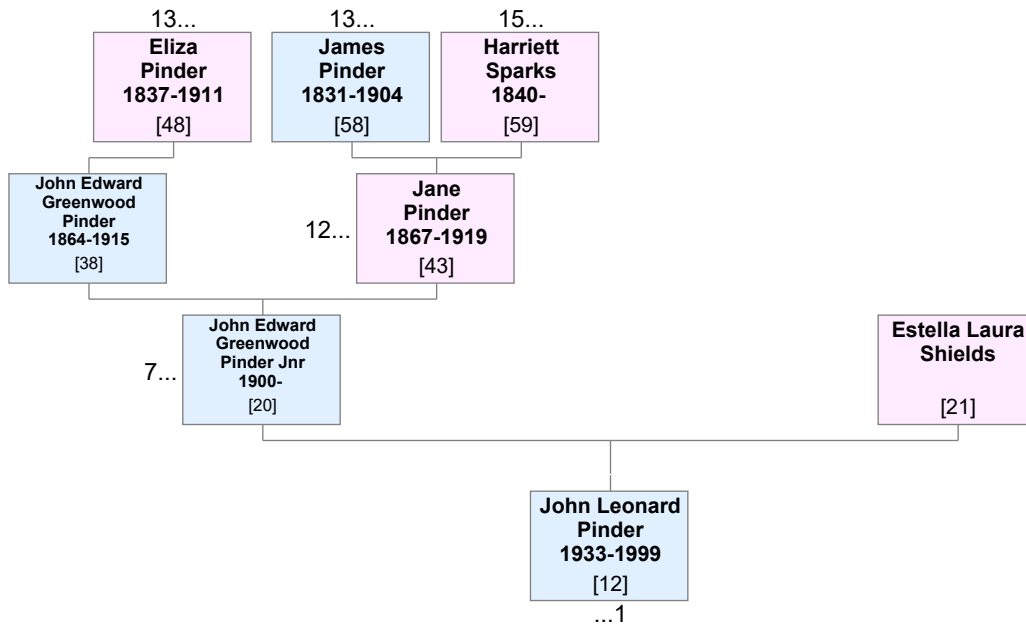 13...
13...
15...
Eliza
Pinder
1837-1911
[48]
James
Pinder
1831-1904
[58]
Harriett
Sparks
1840-
[59]
John Edward
Greenwood
Pinder
1864-1915
[38]
12...
Jane
Pinder
1867-1919
[43]
7...
John Edward
Greenwood
Pinder Jnr
1900-
[20]
Estella Laura
Shields
[21]
John Leonard
Pinder
1933-1999
[12]
...1